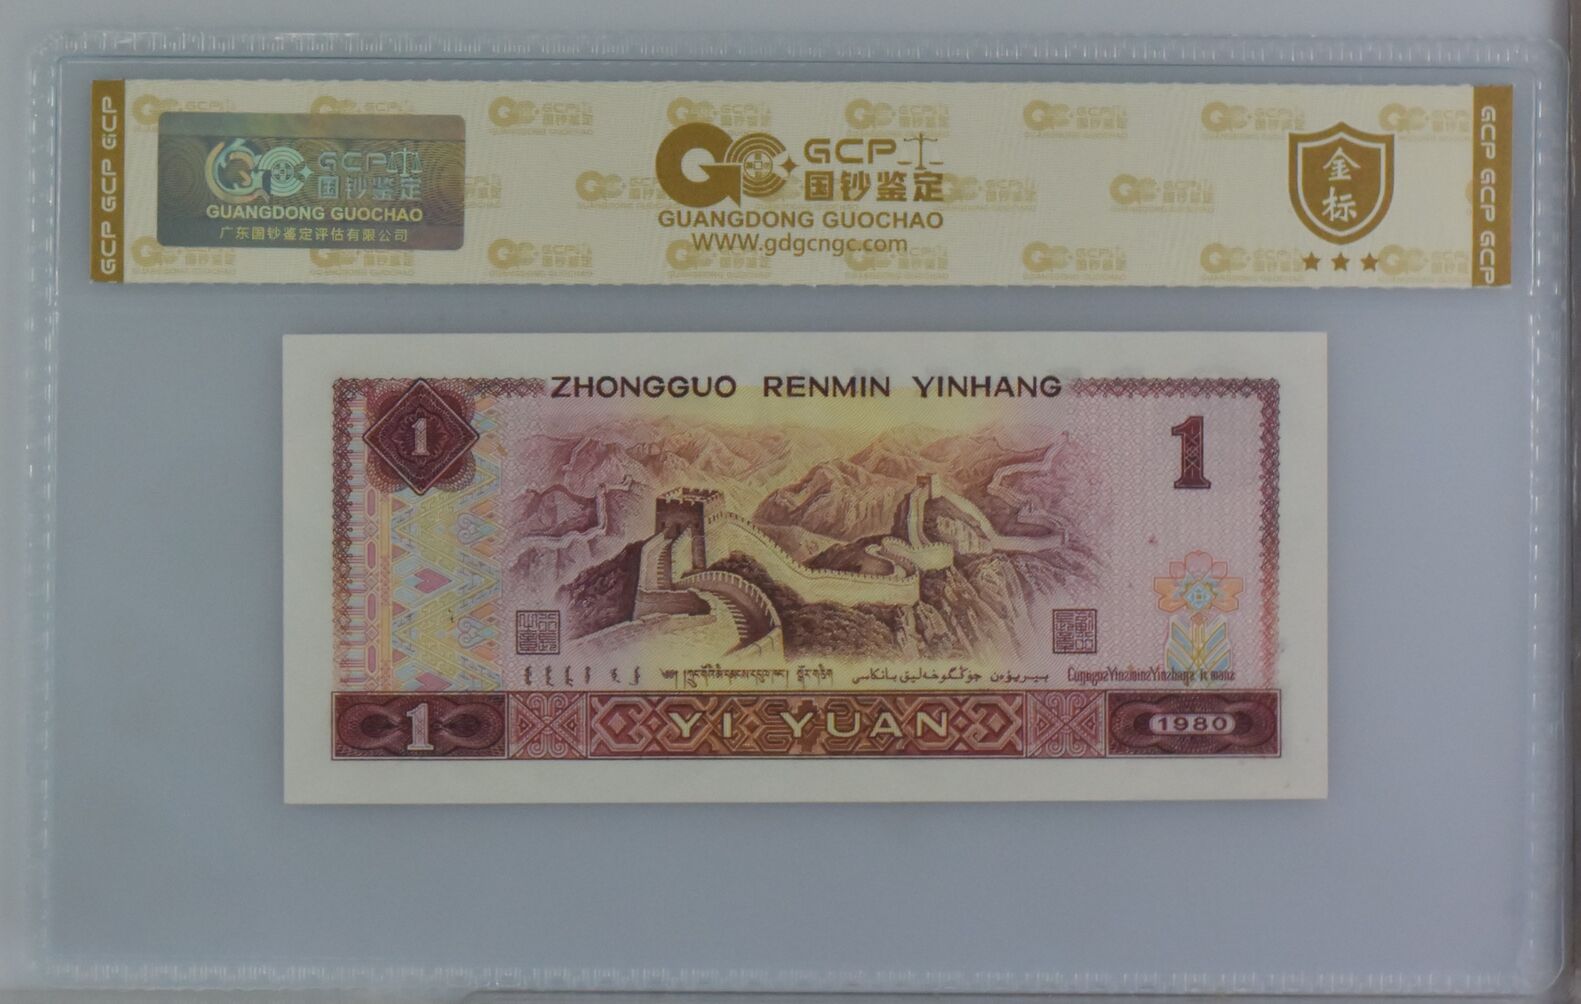 GCP GCP GCP
GCP
国钞鉴定
GUANGDONG GUOCHAO
广东国钞鉴定评估有限公司
GCP
国钞鉴定
GUANGDONG GUOCHAO
WWW.gdgcngc.com
金标
GCP GCP GCP
ZHONGGUO RENMIN YINHANG
1
1
1
YI YUAN
1980